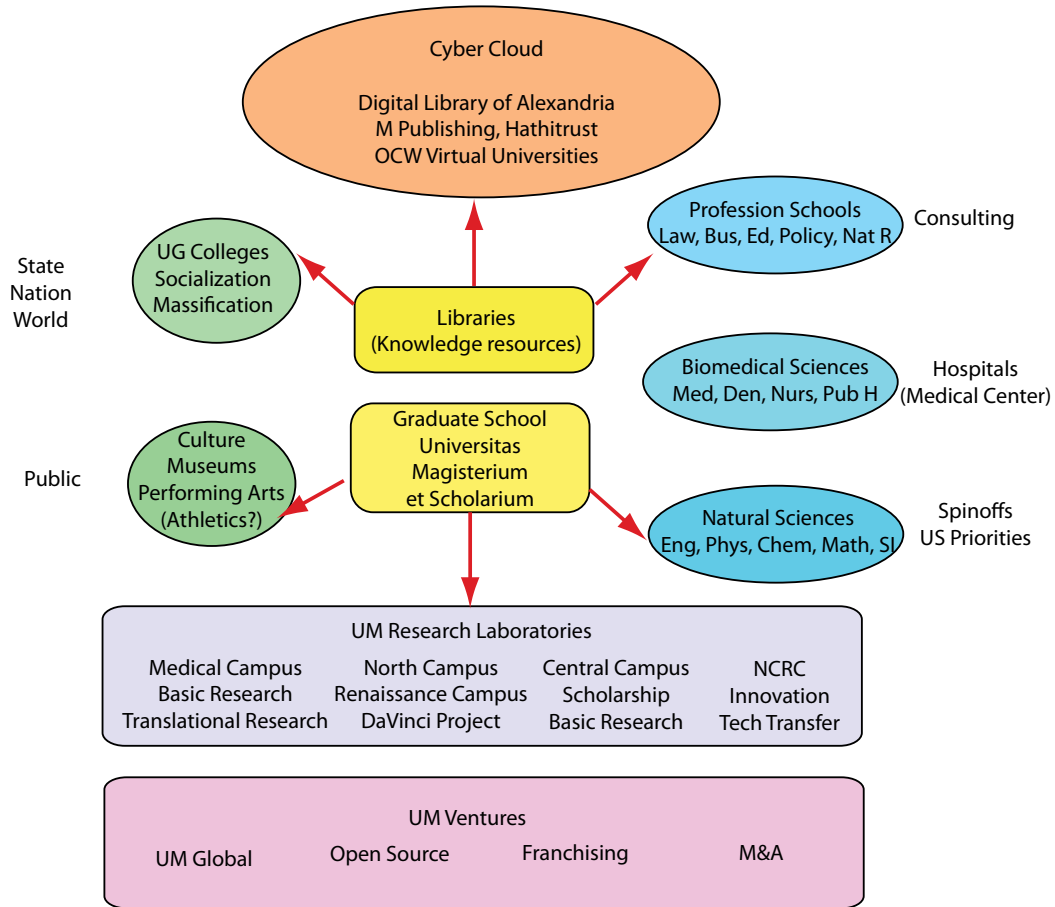 Cyber Cloud
Digital Library of Alexandria
M Publishing, Hathitrust
OCW Virtual Universities
State
Nation
World
UG Colleges
Socialization
Massification
Libraries
(Knowledge resources)
Profession Schools
Law, Bus, Ed, Policy, Nat R
Consulting
Biomedical Sciences
Med, Den, Nurs, Pub H
Hospitals
(Medical Center)
Public
Culture
Museums
Performing Arts
(Athletics?)
Graduate School
Universitas
Magisterium
et Scholarium
Natural Sciences
Eng, Phys, Chem, Math, SI
Spinoffs
US Priorities
UM Research Laboratories
Medical Campus
Basic Research
Translational Research
North Campus
Renaissance Campus
DaVinci Project
Central Campus
Scholarship
Basic Research
NCRC
Innovation
Tech Transfer
UM Ventures
UM Global
Open Source
Franchising
M&A